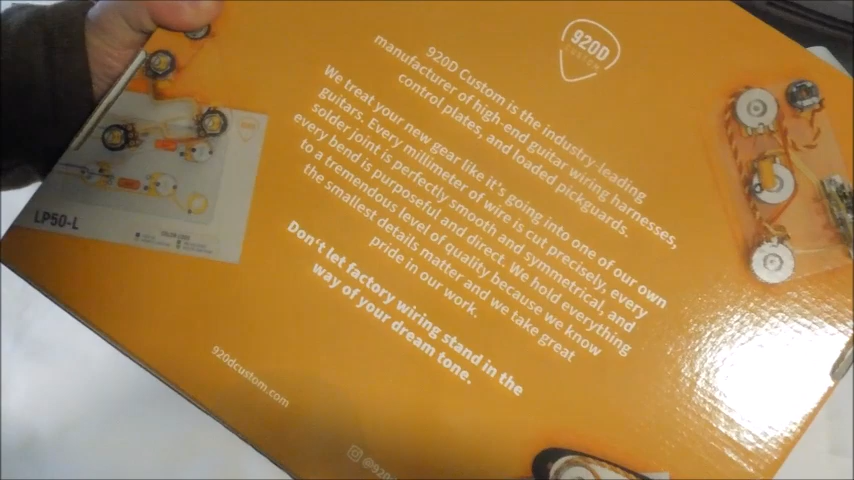 920D
CUSTOM
920D Custom is the industry-leading
manufacturer of high-end guitar wiring harnesses,
control plates, and loaded pickguards.
We treat your new gear like it's going into one of our own
guitars. Every millimeter of wire is cut precisely, every
solder joint is perfectly smooth and symmetrical, and
every bend is purposeful and direct. We hold everything
to a tremendous level of quality because we know
the smallest details matter and we take great
pride in our work.
Don't let factory wiring stand in the
way of your dream tone.
920dcustom.com
@920d
LP50-L
COLOR CODE